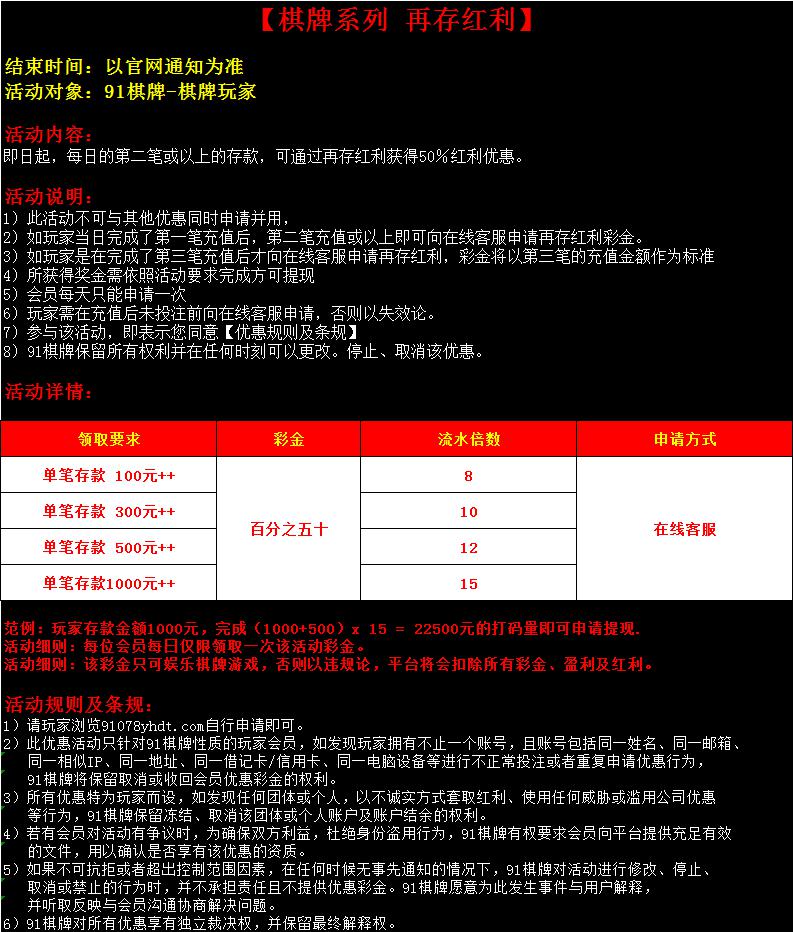 【棋牌系列 再存红利】
结束时间：以官网通知为准
活动对象：91棋牌-棋牌玩家
活动内容：
即日起，每日的第二笔或以上的存款，可通过再存红利获得50%红利优惠。
活动说明：
1）此活动不可与其他优惠同时申请并用，
2）如玩家当日完成了第一笔充值后，第二笔充值或以上即可向在线客服申请再存红利彩金。
3）如玩家是在完成了第三笔充值后才向在线客服申请再存红利，彩金将以第三笔的充值金额作为标准
4）所获得奖金需依照活动要求完成方可提现
5）会员每天只能申请一次
6）玩家需在充值后未投注前向在线客服申请，否则以失效论。
7）参与该活动，即表示您同意【优惠规则及条规】
8）91棋牌保留所有权利并在任何时刻可以更改。停止、取消该优惠。
活动详情：
领取要求 彩金 流水倍数 申请方式
单笔存款 100元++ 8
单笔存款 300元++ 10
百分之五十 在线客服
单笔存款 500元++ 12
单笔存款1000元++ 15
范例：玩家存款金额1000元，完成（1000+500）x 15 = 22500元的打码量即可申请提现.
活动细则：每位会员每日仅限领取一次该活动彩金。
活动细则：该彩金只可娱乐棋牌游戏，否则以违规论，平台将会扣除所有彩金、盈利及红利。
活动规则及条规：
1）请玩家浏览91078yhdt.com自行申请即可。
2）此优惠活动只针对91棋牌性质的玩家会员，如发现玩家拥有不止一个账号，且账号包括同一姓名、同一邮箱、
同一相似IP、同一地址、同一借记卡/信用卡、同一电脑设备等进行不正常投注或者重复申请优惠行为，
91棋牌将保留取消或收回会员优惠彩金的权利。
3）所有优惠特为玩家而设，如发现任何团体或个人，以不诚实方式套取红利、使用任何威胁或滥用公司优惠
等行为，91棋牌保留冻结、取消该团体或个人账户及账户结余的权利。
4）若有会员对活动有争议时，为确保双方利益，杜绝身份盗用行为，91棋牌有权要求会员向平台提供充足有效
的文件，用以确认是否享有该优惠的资质。
5）如果不可抗拒或者超出控制范围因素，在任何时候无事先通知的情况下，91棋牌对活动进行修改、停止、
取消或禁止的行为时，并不承担责任且不提供优惠彩金。91棋牌愿意为此发生事件与用户解释，
并听取反映与会员沟通协商解决问题。
6）91棋牌对所有优惠享有独立裁决权，并保留最终解释权。